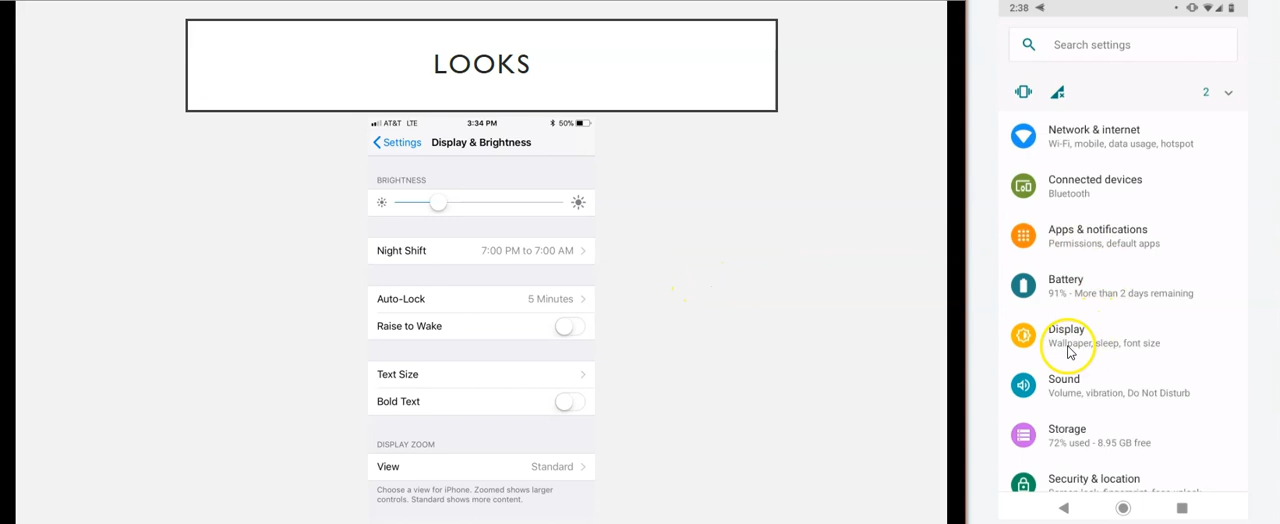 LOOKS
AT&T LTE 3:34 PM 50%
Settings Display & Brightness
BRIGHTNESS
Night Shift 7:00 PM to 7:00 AM
Auto-Lock 5 Minutes
Raise to Wake
Text Size
Bold Text
DISPLAY ZOOM
View Standard
Choose a view for iPhone. Zoomed shows larger
controls. Standard shows more content.
2:38
Search settings
2
Network & internet
Wi-Fi, mobile, data usage, hotspot
Connected devices
Bluetooth
Apps & notifications
Permissions, default apps
Battery
91% - More than 2 days remaining
Display
Wallpaper, sleep, font size
Sound
Volume, vibration, Do Not Disturb
Storage
72% used - 8.95 GB free
Security & location